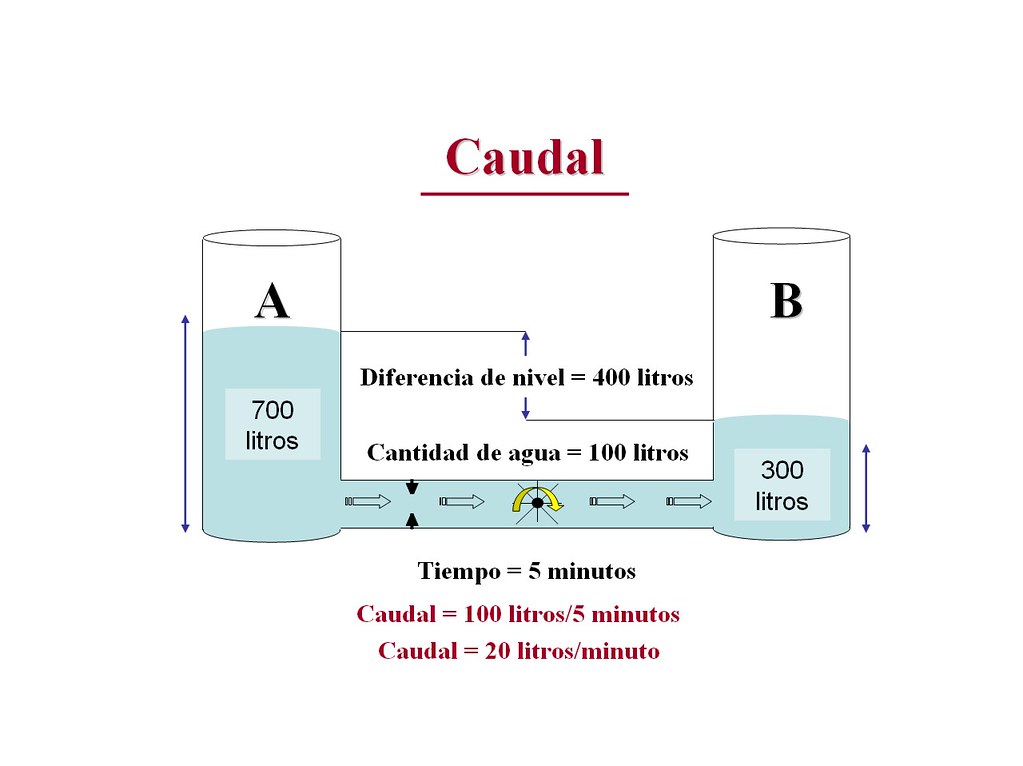 Caudal
A
B
Diferencia de nivel = 400 litros
700
litros
Cantidad de agua = 100 litros
300
litros
Tiempo = 5 minutos
Caudal = 100 litros/5 minutos
Caudal = 20 litros/minuto